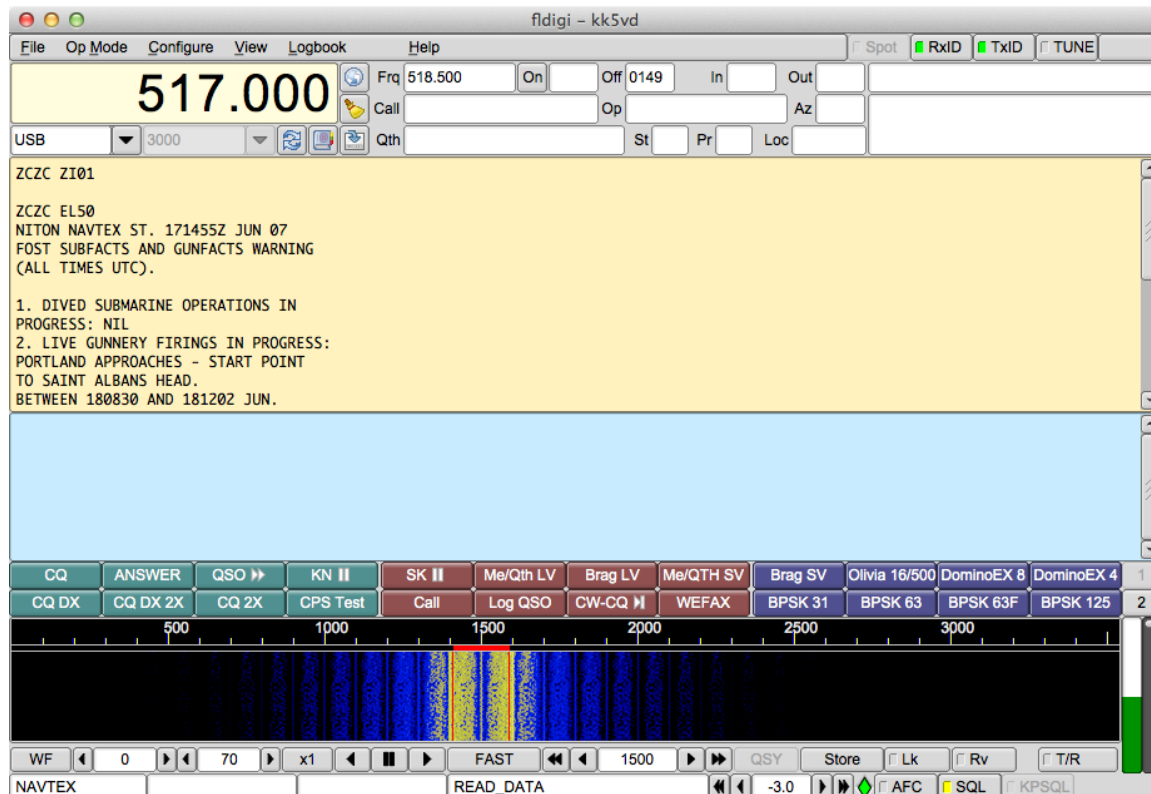 fldigi - kk5vd
File Op Mode Configure View Logbook Help Spot RxID TxID TUNE
517.000 Frq 518.500 On Off 0149 In Out
Call Op Az
USB 3000 Qth St Pr Loc
ZCZC ZI01
ZCZC EL50
NITON NAVTEX ST. 171455Z JUN 07
FOST SUBFACTS AND GUNFACTS WARNING
(ALL TIMES UTC).
1. DIVED SUBMARINE OPERATIONS IN
PROGRESS: NIL
2. LIVE GUNNERY FIRINGS IN PROGRESS:
PORTLAND APPROACHES - START POINT
TO SAINT ALBANS HEAD.
BETWEEN 180830 AND 181202 JUN.
CQ ANSWER QSO KN SK Me/Qth LV Brag LV Me/QTH SV Brag SV Olivia 16/500 DominoEX 8 DominoEX 4 1
CQ DX CQ DX 2X CQ 2X CPS Test Call Log QSO CW-CQ WEFAX BPSK 31 BPSK 63 BPSK 63F BPSK 125 2
500 1000 1500 2000 2500 3000
WF 0 70 x1 FAST 1500 QSY Store Lk Rv T/R
NAVTEX READ_DATA -3.0 AFC SQL KPSQL